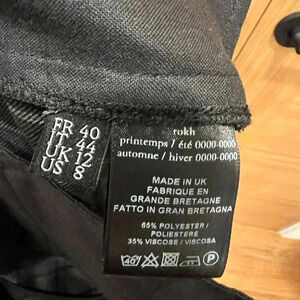 FR 40
IT 44
UK 12
US 8
rokh
printemps / été 0000-0000
automne / hiver 0000-0000
MADE IN UK
FABRIQUE EN
GRANDE BRETAGNE
FATTO IN GRAN BRETAGNA
65% POLYESTER /
POLIESTERE
35% VISCOSE / VISCOSA